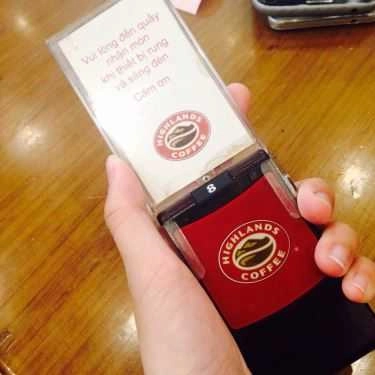 Vui lòng đến quầy
nhận món
khi thiết bị rung
và sáng đèn
Cảm ơn
HIGHLANDS
COFFEE
8
HIGHLANDS
COFFEE